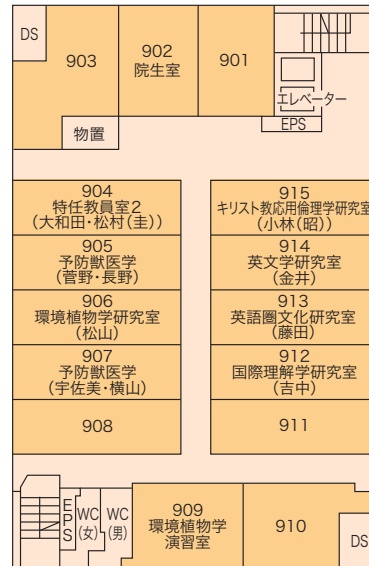 DS
903
902
院生室
901
エレベーター
EPS
物置
904
特任教員室2
(大和田・松村(圭))
905
予防獣医学
(菅野・長野)
906
環境植物学研究室
(松山)
907
予防獣医学
(宇佐美・横山)
908
915
キリスト教応用倫理学研究室
(小林(昭))
914
英文学研究室
(金井)
913
英語圏文化研究室
(藤田)
912
国際理解学研究室
(吉中)
911
EPS
WC
(女)
WC
(男)
909
環境植物学
演習室
910
DS